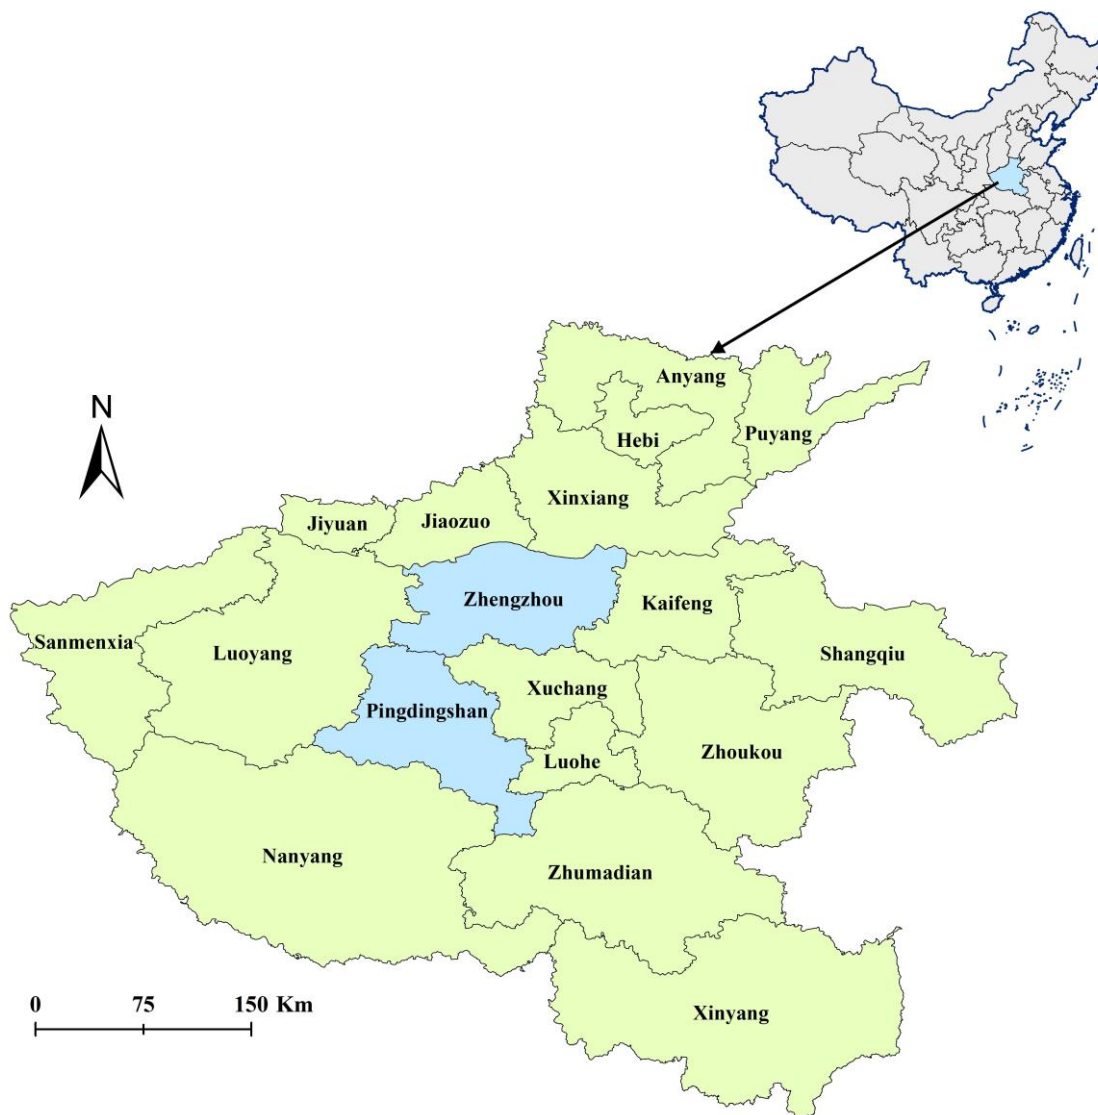 N
Anyang
Hebi
Puyang
Xinxiang
Jiyuan
Jiaozuo
Zhengzhou
Kaifeng
Sanmenxia
Luoyang
Shangqiu
Xuchang
Pingdingshan
Luohe
Zhoukou
Nanyang
Zhumadian
Xinyang
0 75 150 Km